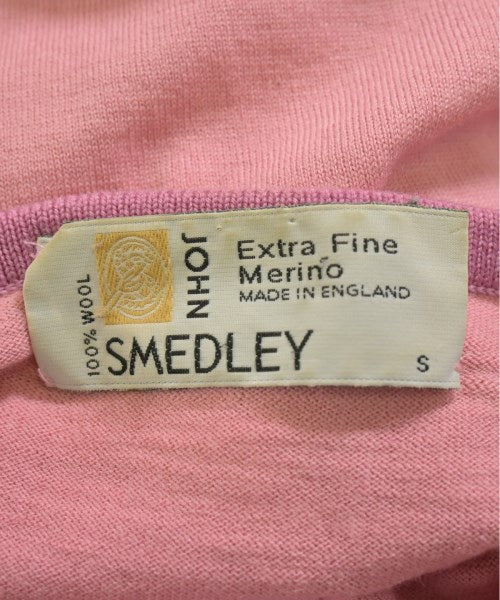 100% WOOL
JOHN
SMEDLEY
Extra Fine
Merino
MADE IN ENGLAND
S